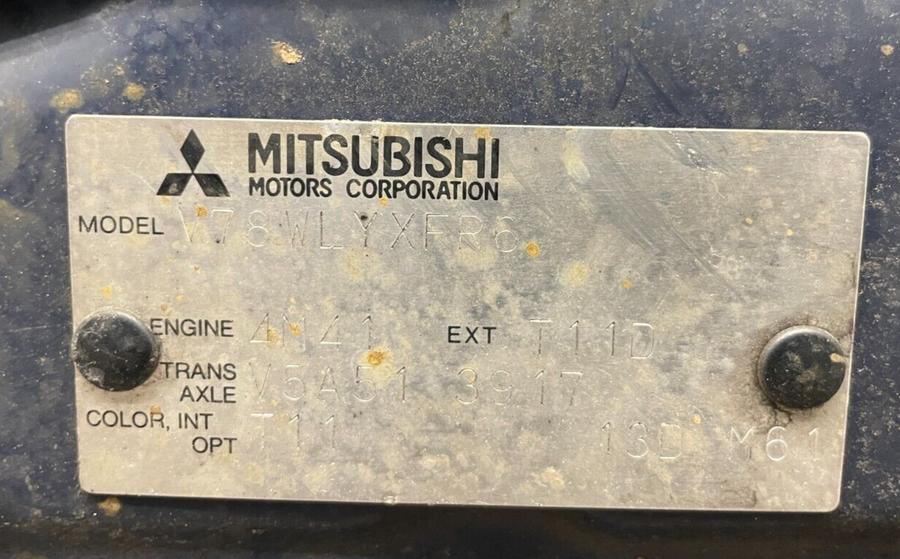 MITSUBISHI
MOTORS CORPORATION
MODEL V78WLYXFR6
ENGINE 4M41 EXT T11D
TRANS
AXLE V5A51 3917
COLOR, INT
OPT T11 13D M61